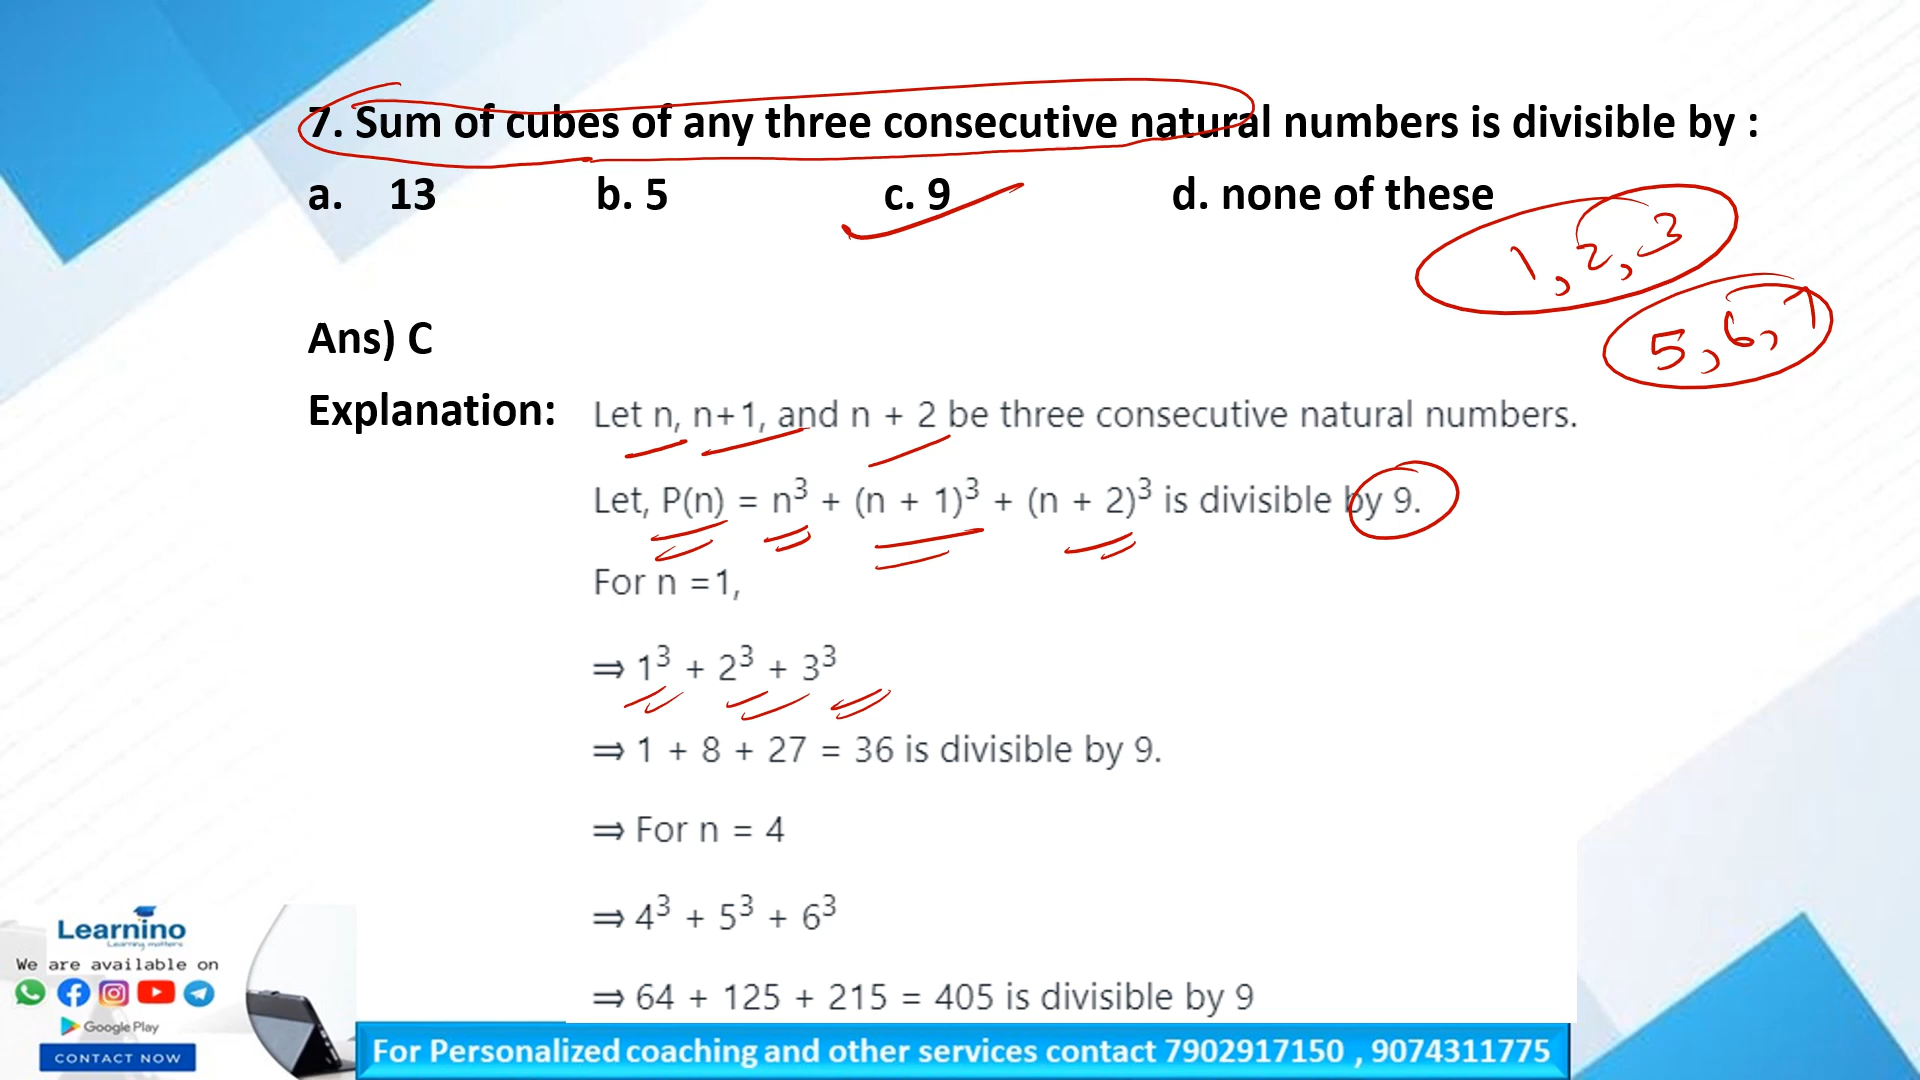 7. Sum of cubes of any three consecutive natural numbers is divisible by :
a. 13 b. 5 c. 9 d. none of these
1, 2, 3
5, 6, 7
Ans) C
Explanation: Let n, n+1, and n + 2 be three consecutive natural numbers.
Let, P(n) = n³ + (n + 1)³ + (n + 2)³ is divisible by 9.
For n =1,
⇒ 1³ + 2³ + 3³
⇒ 1 + 8 + 27 = 36 is divisible by 9.
⇒ For n = 4
⇒ 4³ + 5³ + 6³
⇒ 64 + 125 + 215 = 405 is divisible by 9
Learnino
Learning matters
We are available on
Google Play
CONTACT NOW
For Personalized coaching and other services contact 7902917150 , 9074311775